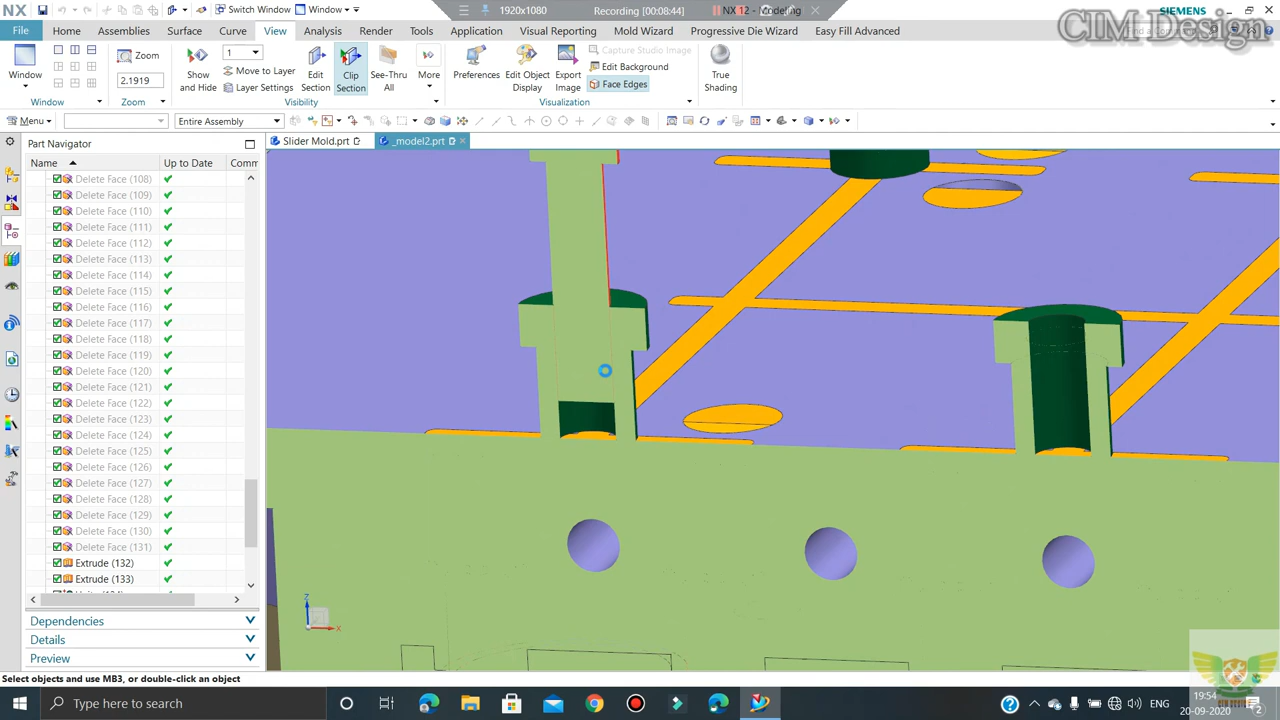 NX
Switch Window
Window
1920x1080
Recording [00:08:44]
NX 12 - Modeling
SIEMENS
CIM Design
File
Home
Assemblies
Surface
Curve
View
Analysis
Render
Tools
Application
Visual Reporting
Mold Wizard
Progressive Die Wizard
Easy Fill Advanced
Window
Zoom
2.1919
Show and Hide
1
Move to Layer
Layer Settings
Edit Section
Clip Section
See-Thru All
More
Preferences
Edit Object Display
Export Image
Capture Studio Image
Edit Background
Face Edges
True Shading
Window
Zoom
Visibility
Visualization
Menu
Entire Assembly
Part Navigator
Slider Mold.prt
_model2.prt
Name
Up to Date
Comm
Delete Face (108)
Delete Face (109)
Delete Face (110)
Delete Face (111)
Delete Face (112)
Delete Face (113)
Delete Face (114)
Delete Face (115)
Delete Face (116)
Delete Face (117)
Delete Face (118)
Delete Face (119)
Delete Face (120)
Delete Face (121)
Delete Face (122)
Delete Face (123)
Delete Face (124)
Delete Face (125)
Delete Face (126)
Delete Face (127)
Delete Face (128)
Delete Face (129)
Delete Face (130)
Delete Face (131)
Extrude (132)
Extrude (133)
Dependencies
Details
Preview
Z
X
Select objects and use MB3, or double-click an object
Type here to search
ENG
19:54
20-09-2020
2